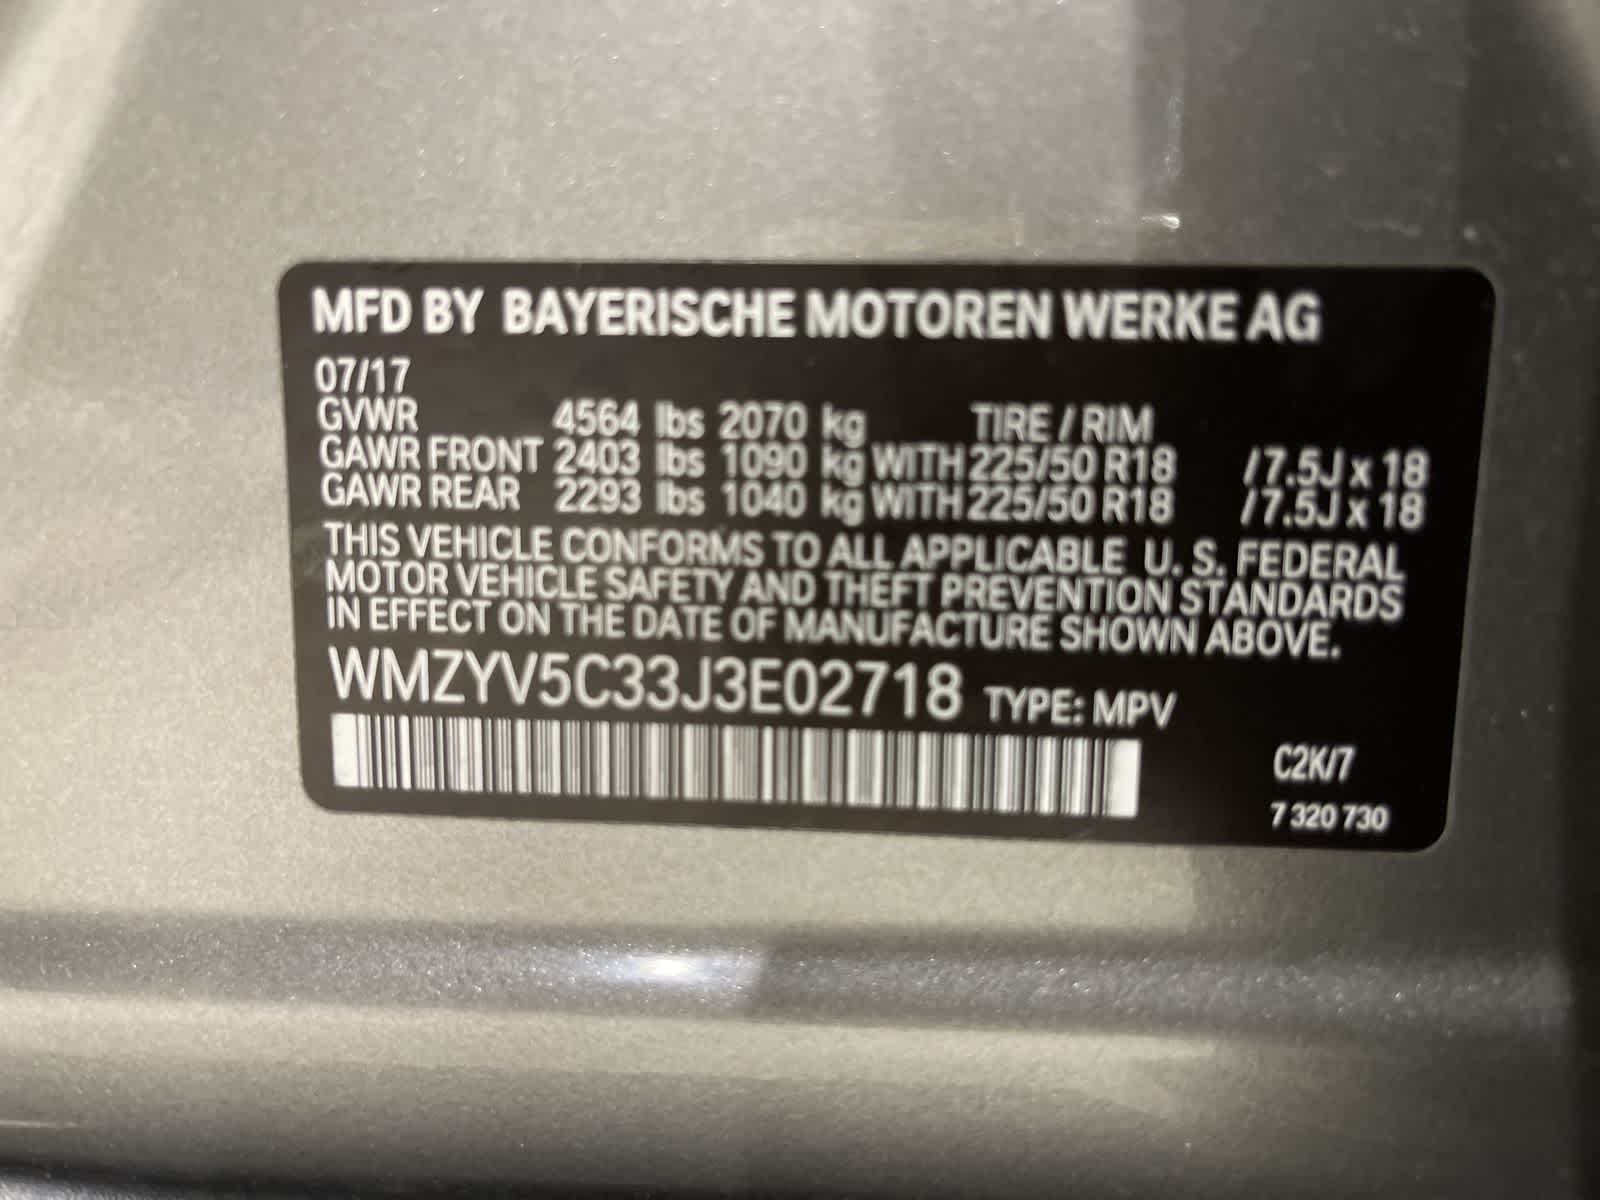 MFD BY BAYERISCHE MOTOREN WERKE AG
07/17
GVWR 4564 lbs 2070 kg TIRE / RIM
GAWR FRONT 2403 lbs 1090 kg WITH 225/50 R18 /7.5J x 18
GAWR REAR 2293 lbs 1040 kg WITH 225/50 R18 /7.5J x 18
THIS VEHICLE CONFORMS TO ALL APPLICABLE U. S. FEDERAL
MOTOR VEHICLE SAFETY AND THEFT PREVENTION STANDARDS
IN EFFECT ON THE DATE OF MANUFACTURE SHOWN ABOVE.
WMZYV5C33J3E02718 TYPE: MPV
C2K/7
7 320 730